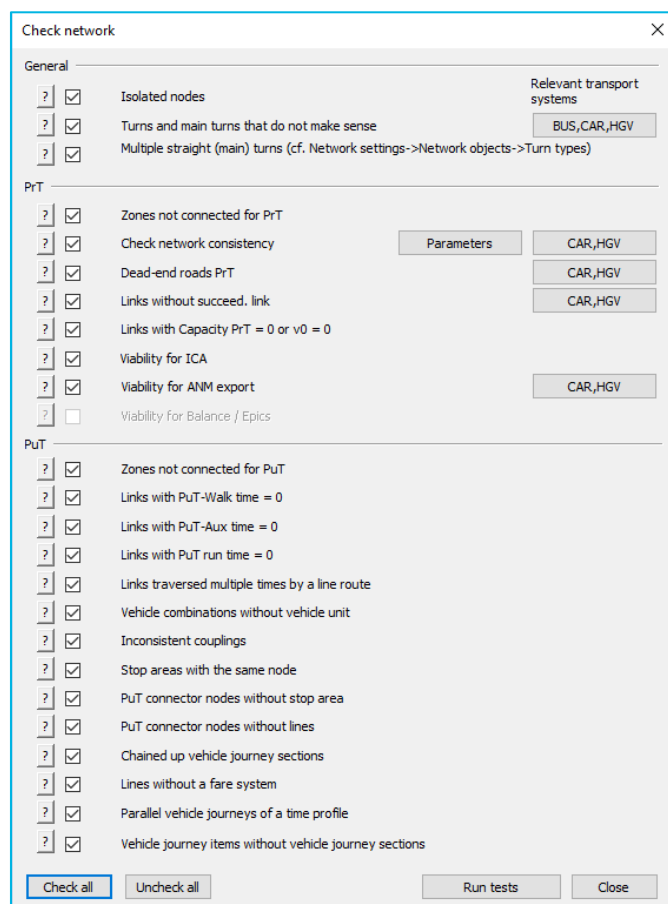 Check network
General
Relevant transport
systems
? Isolated nodes
? Turns and main turns that do not make sense BUS,CAR,HGV
? Multiple straight (main) turns (cf. Network settings->Network objects->Turn types)
PrT
? Zones not connected for PrT
? Check network consistency Parameters CAR,HGV
? Dead-end roads PrT CAR,HGV
? Links without succeed. link CAR,HGV
? Links with Capacity PrT = 0 or v0 = 0
? Viability for ICA
? Viability for ANM export CAR,HGV
? Viability for Balance / Epics
PuT
? Zones not connected for PuT
? Links with PuT-Walk time = 0
? Links with PuT-Aux time = 0
? Links with PuT run time = 0
? Links traversed multiple times by a line route
? Vehicle combinations without vehicle unit
? Inconsistent couplings
? Stop areas with the same node
? PuT connector nodes without stop area
? PuT connector nodes without lines
? Chained up vehicle journey sections
? Lines without a fare system
? Parallel vehicle journeys of a time profile
? Vehicle journey items without vehicle journey sections
Check all Uncheck all Run tests Close